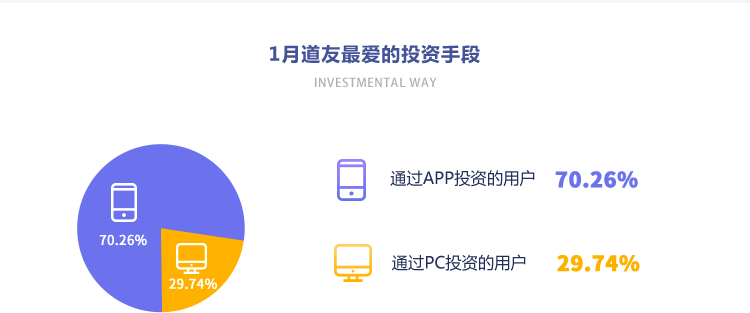 1月道友最爱的投资手段
INVESTMENTAL WAY
70.26%
29.74%
通过APP投资的用户 70.26%
通过PC投资的用户 29.74%